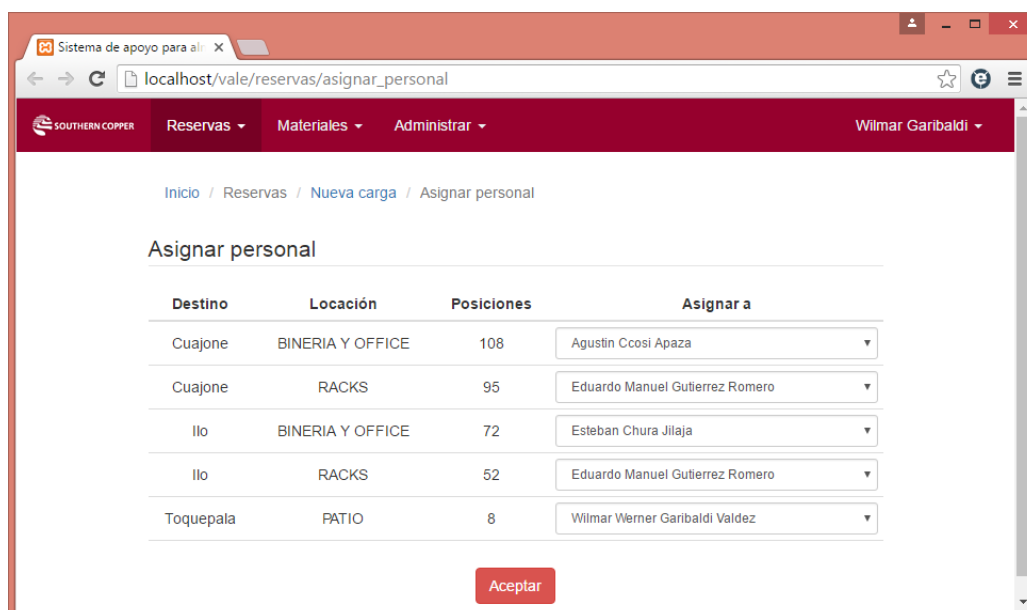 Sistema de apoyo para alm
localhost/vale/reservas/asignar_personal
SOUTHERN COPPER Reservas Materiales Administrar Wilmar Garibaldi
Inicio / Reservas / Nueva carga / Asignar personal
Asignar personal
Destino Locación Posiciones Asignar a
Cuajone BINERIA Y OFFICE 108 Agustin Ccosi Apaza
Cuajone RACKS 95 Eduardo Manuel Gutierrez Romero
Ilo BINERIA Y OFFICE 72 Esteban Chura Jilaja
Ilo RACKS 52 Eduardo Manuel Gutierrez Romero
Toquepala PATIO 8 Wilmar Werner Garibaldi Valdez
Aceptar